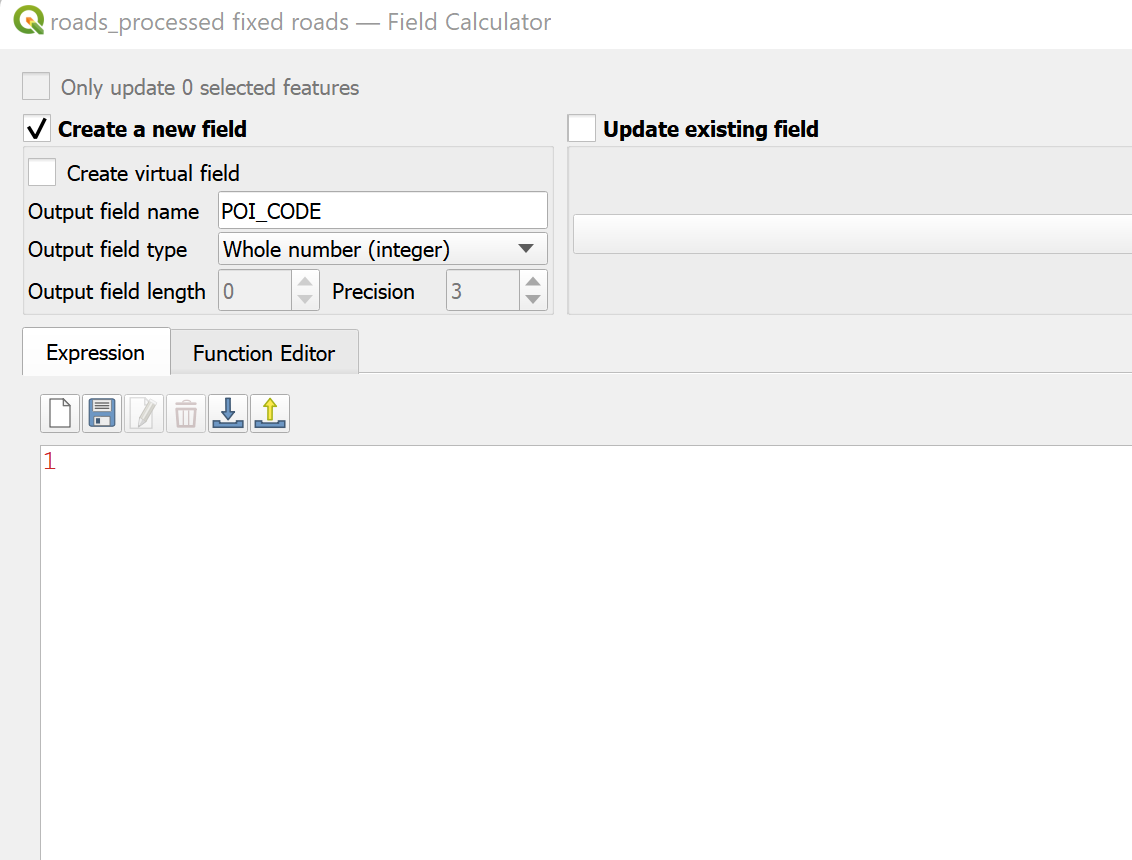 roads_processed fixed roads — Field Calculator
Only update 0 selected features
Create a new field
Update existing field
Create virtual field
Output field name POI_CODE
Output field type Whole number (integer)
Output field length 0 Precision 3
Expression Function Editor
1